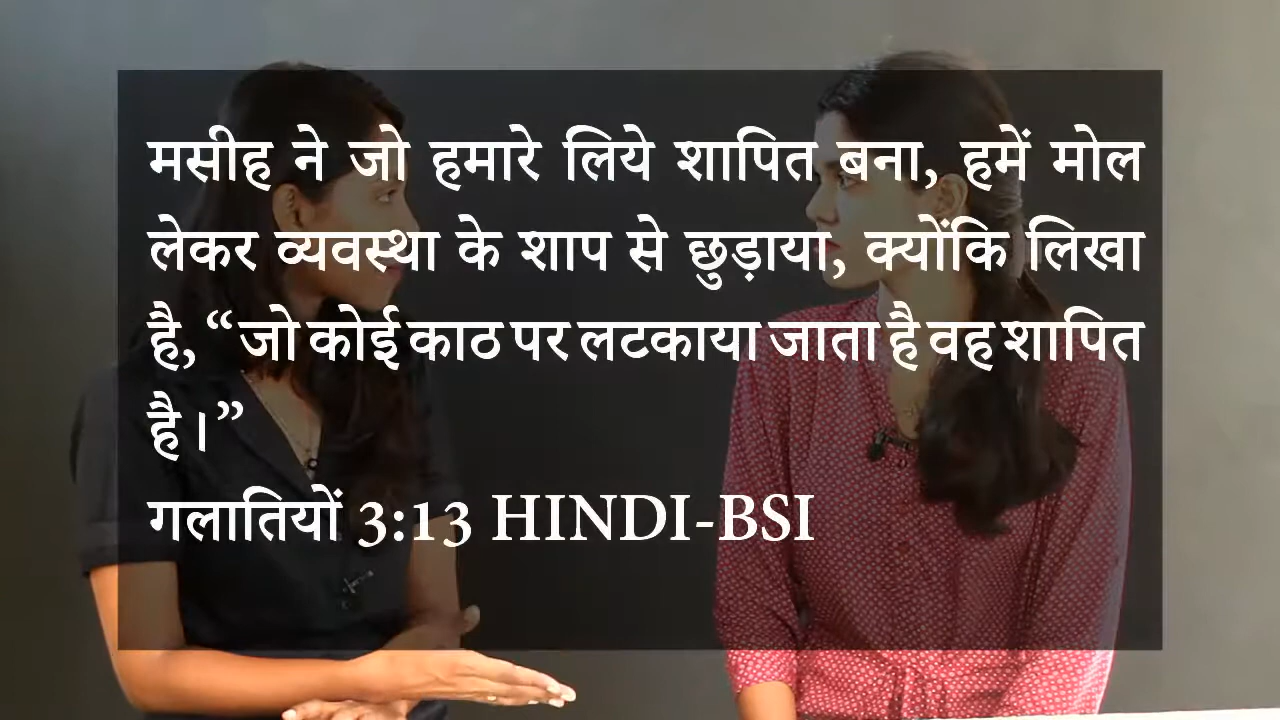 मसीह ने जो हमारे लिये शापित बना, हमें मोल
लेकर व्यवस्था के शाप से छुड़ाया, क्योंकि लिखा
है, “जो कोई काठ पर लटकाया जाता है वह शापित
है।”
गलातियों 3:13 HINDI-BSI